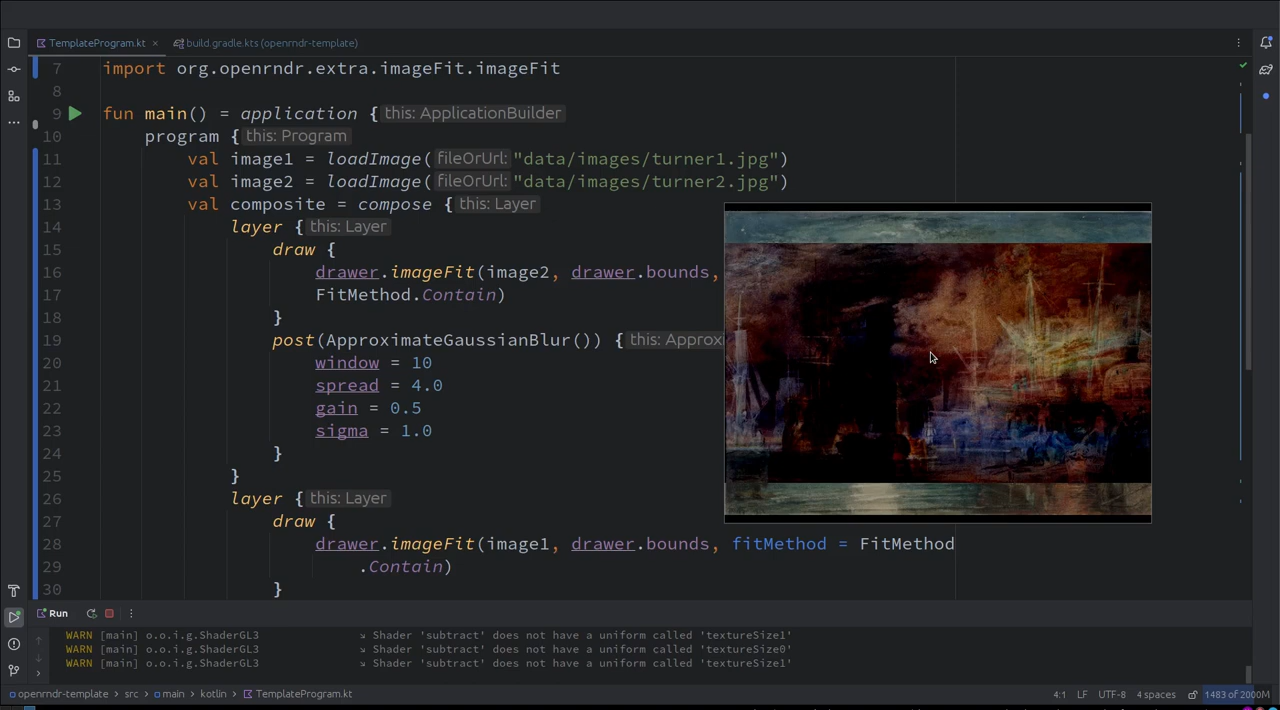 TemplateProgram.kt × build.gradle.kts (openrndr-template)
7 import org.openrndr.extra.imageFit.imageFit
8
9 fun main() = application { this: ApplicationBuilder
10 program { this: Program
11 val image1 = loadImage( fileOrUrl: "data/images/turner1.jpg")
12 val image2 = loadImage( fileOrUrl: "data/images/turner2.jpg")
13 val composite = compose { this: Layer
14 layer { this: Layer
15 draw {
16 drawer.imageFit(image2, drawer.bounds,
17 FitMethod.Contain)
18 }
19 post(ApproximateGaussianBlur()) { this: Approx
20 window = 10
21 spread = 4.0
22 gain = 0.5
23 sigma = 1.0
24 }
25 }
26 layer { this: Layer
27 draw {
28 drawer.imageFit(image1, drawer.bounds, fitMethod = FitMethod
29 .Contain)
30 }
Run
WARN [main] o.o.i.g.ShaderGL3 ↘ Shader 'subtract' does not have a uniform called 'textureSize1'
WARN [main] o.o.i.g.ShaderGL3 ↘ Shader 'subtract' does not have a uniform called 'textureSize0'
WARN [main] o.o.i.g.ShaderGL3 ↘ Shader 'subtract' does not have a uniform called 'textureSize1'
openrndr-template > src > main > kotlin > TemplateProgram.kt 4:1 LF UTF-8 4 spaces 1483 of 2000M